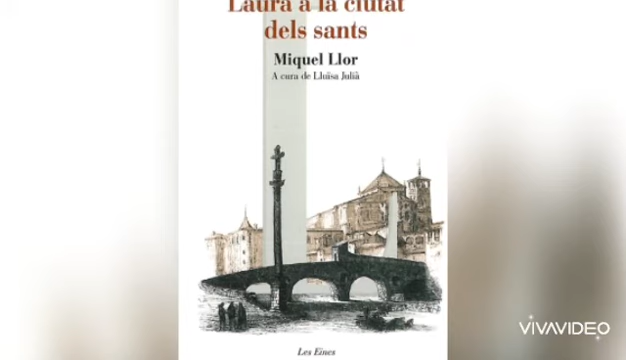 Laura a la ciutat
dels sants
Miquel Llor
A cura de Lluïsa Julià
Les Eines
VIVAVIDEO